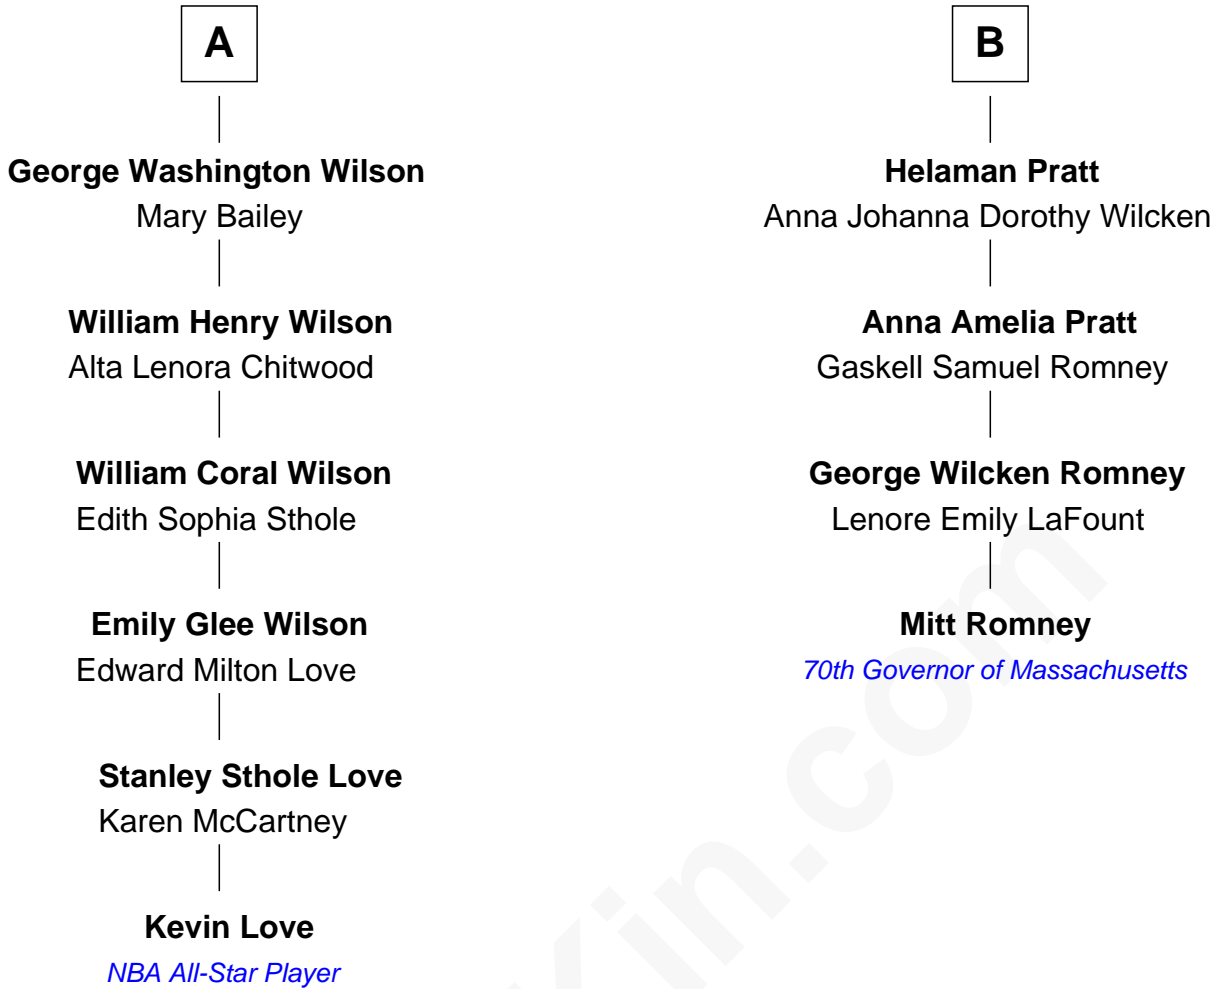 A
George Washington Wilson
Mary Bailey
William Henry Wilson
Alta Lenora Chitwood
William Coral Wilson
Edith Sophia Sthole
Emily Glee Wilson
Edward Milton Love
Stanley Sthole Love
Karen McCartney
Kevin Love
NBA All-Star Player
B
Helaman Pratt
Anna Johanna Dorothy Wilcken
Anna Amelia Pratt
Gaskell Samuel Romney
George Wilcken Romney
Lenore Emily LaFount
Mitt Romney
70th Governor of Massachusetts
Kin.com